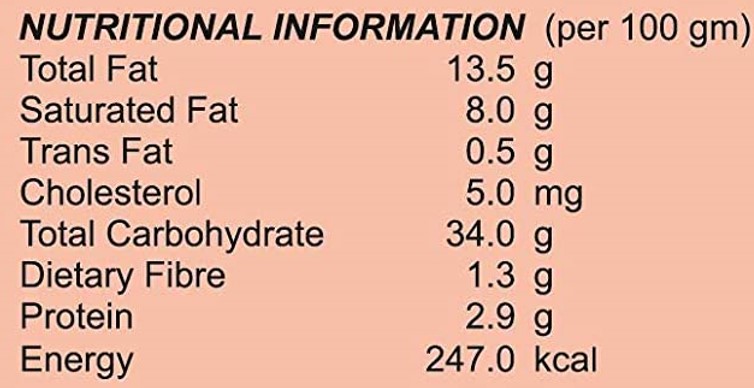 NUTRITIONAL INFORMATION (per 100 gm)
Total Fat 13.5 g
Saturated Fat 8.0 g
Trans Fat 0.5 g
Cholesterol 5.0 mg
Total Carbohydrate 34.0 g
Dietary Fibre 1.3 g
Protein 2.9 g
Energy 247.0 kcal